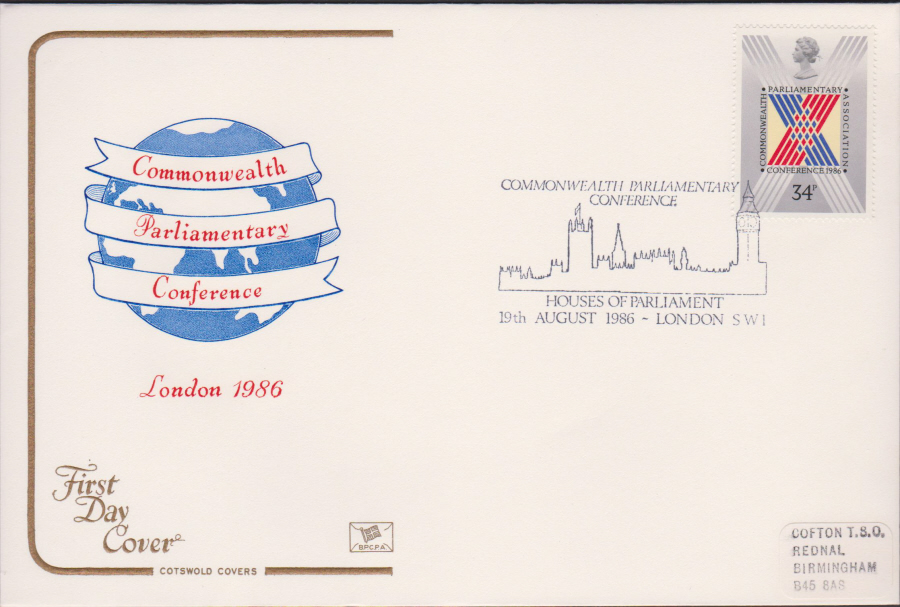 Commonwealth
Parliamentary
Conference
London 1986
First
Day
Cover
COTSWOLD COVERS
BPCPA
PARLIAMENTARY
COMMONWEALTH
ASSOCIATION
CONFERENCE 1986
34P
COMMONWEALTH PARLIAMENTARY
CONFERENCE
HOUSES OF PARLIAMENT
19th AUGUST 1986 ~ LONDON SW1
COFTON T.S.O.
REDNAL
BIRMINGHAM
B45 8AS